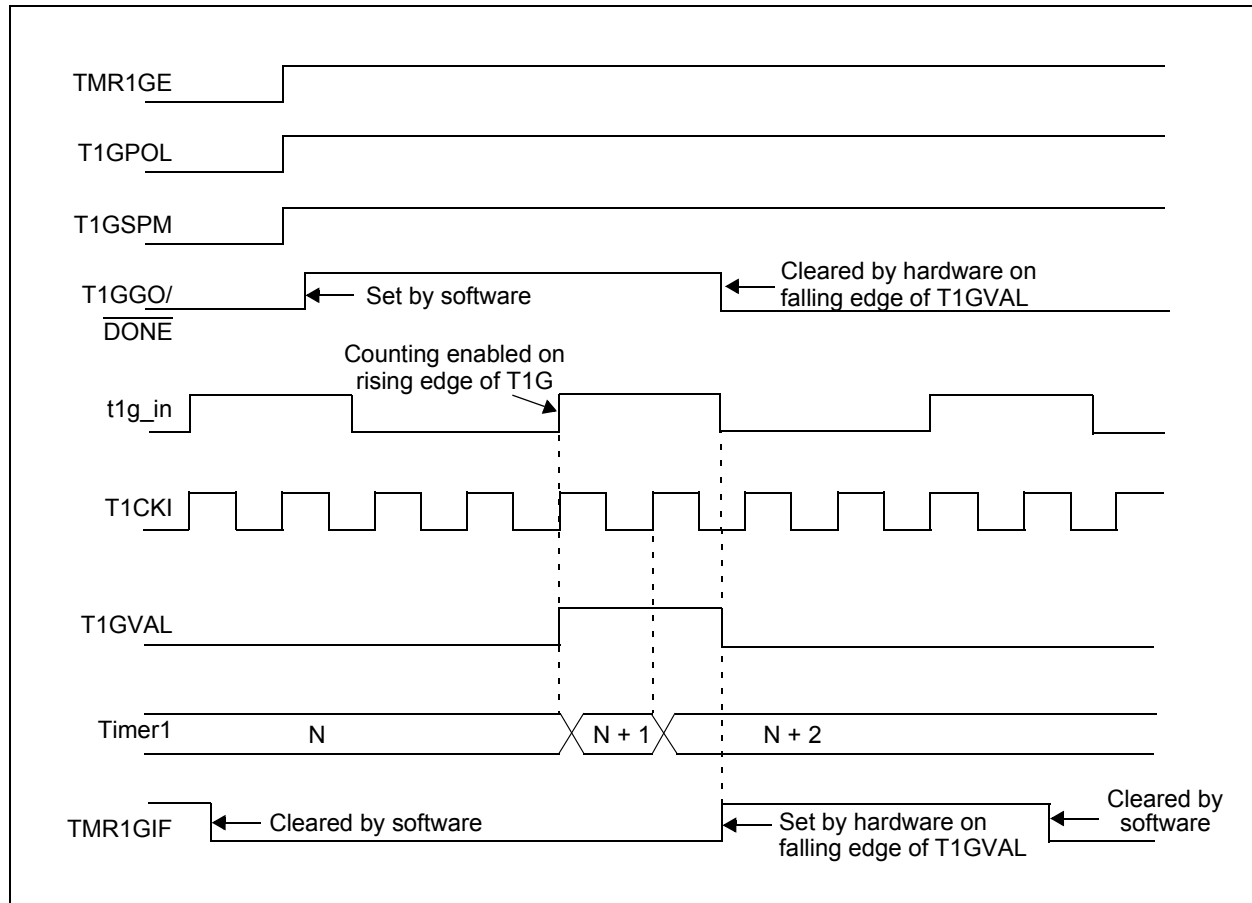 TMR1GE
T1GPOL
T1GSPM
T1GGO/
DONE
Set by software
Cleared by hardware on
falling edge of T1GVAL
Counting enabled on
rising edge of T1G
t1g_in
T1CKI
T1GVAL
Timer1
N
N + 1
N + 2
TMR1GIF
Cleared by software
Set by hardware on
falling edge of T1GVAL
Cleared by
software